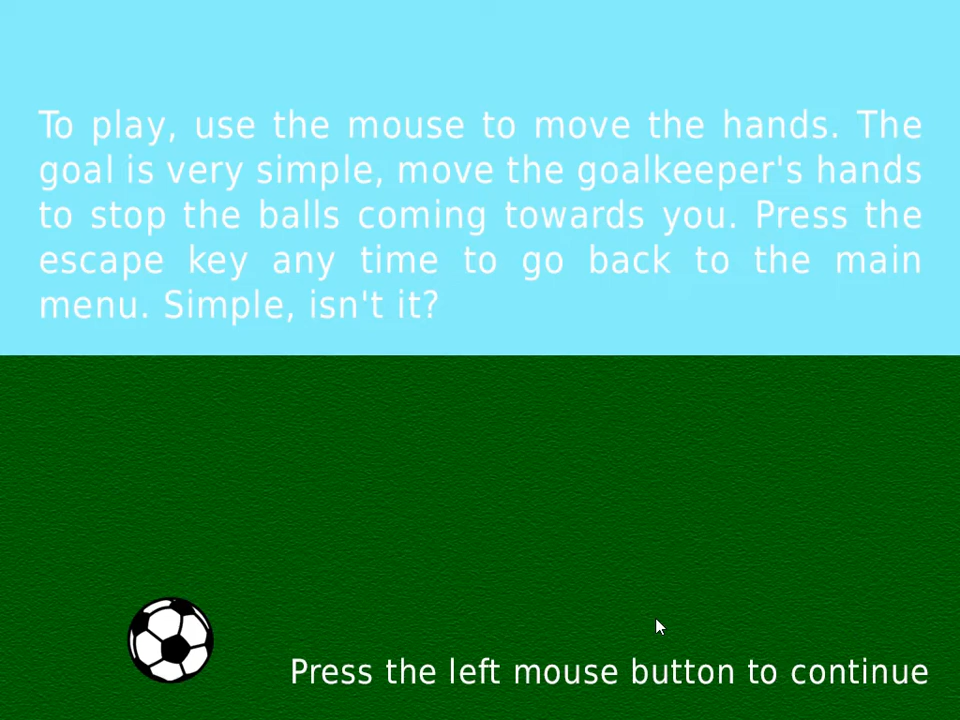 To play, use the mouse to move the hands. The
goal is very simple, move the goalkeeper's hands
to stop the balls coming towards you. Press the
escape key any time to go back to the main
menu. Simple, isn't it?
Press the left mouse button to continue